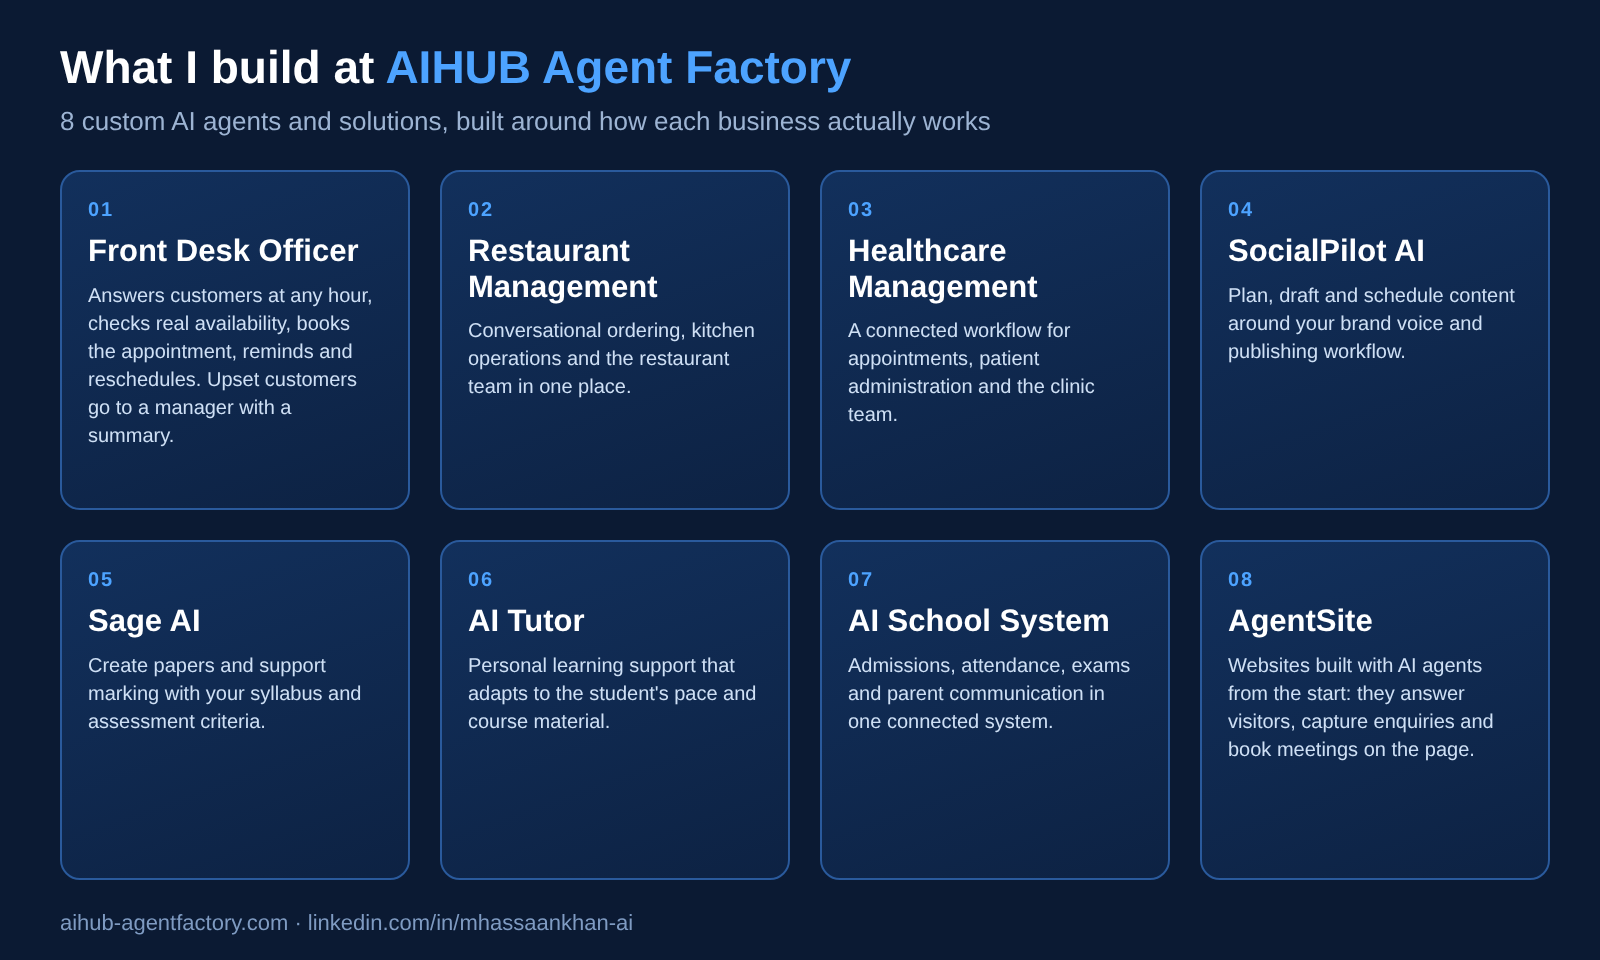 What I build at AIHUB Agent Factory
8 custom AI agents and solutions, built around how each business actually works
01
Front Desk Officer
Answers customers at any hour,
checks real availability, books
the appointment, reminds and
reschedules. Upset customers
go to a manager with a
summary.
02
Restaurant
Management
Conversational ordering, kitchen
operations and the restaurant
team in one place.
03
Healthcare
Management
A connected workflow for
appointments, patient
administration and the clinic
team.
04
SocialPilot AI
Plan, draft and schedule content
around your brand voice and
publishing workflow.
05
Sage AI
Create papers and support
marking with your syllabus and
assessment criteria.
06
AI Tutor
Personal learning support that
adapts to the student's pace and
course material.
07
AI School System
Admissions, attendance, exams
and parent communication in
one connected system.
08
AgentSite
Websites built with AI agents
from the start: they answer
visitors, capture enquiries and
book meetings on the page.
aihub-agentfactory.com · linkedin.com/in/mhassaankhan-ai